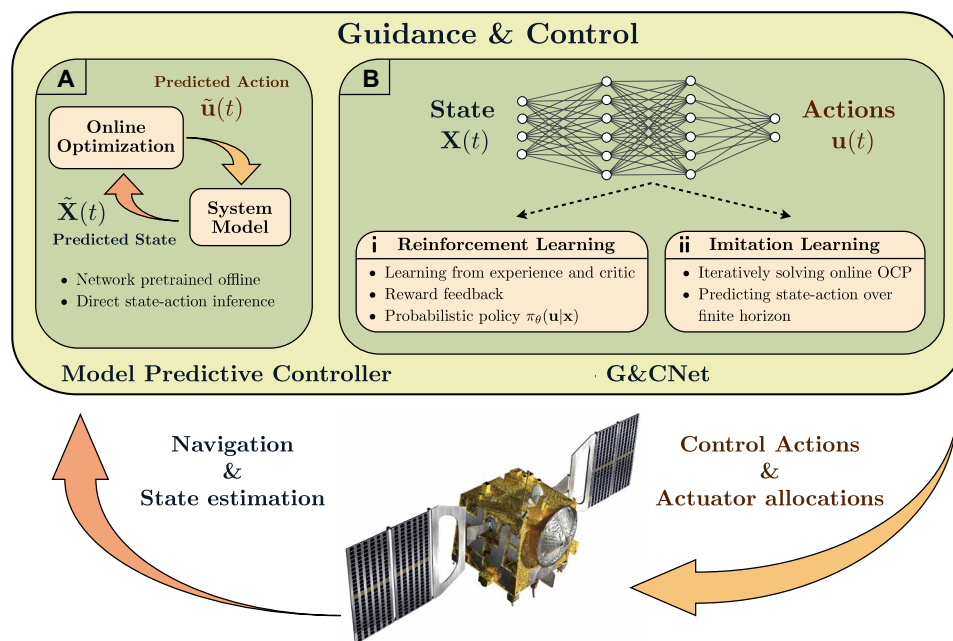 Guidance & Control
A
Predicted Action
ũ(t)
Online
Optimization
X̃(t)
Predicted State
System
Model
• Network pretrained offline
• Direct state-action inference
Model Predictive Controller
B
State
X(t)
Actions
u(t)
i Reinforcement Learning
• Learning from experience and critic
• Reward feedback
• Probabilistic policy πθ(u|x)
ii Imitation Learning
• Iteratively solving online OCP
• Predicting state-action over
finite horizon
G&CNet
Navigation
&
State estimation
Control Actions
&
Actuator allocations